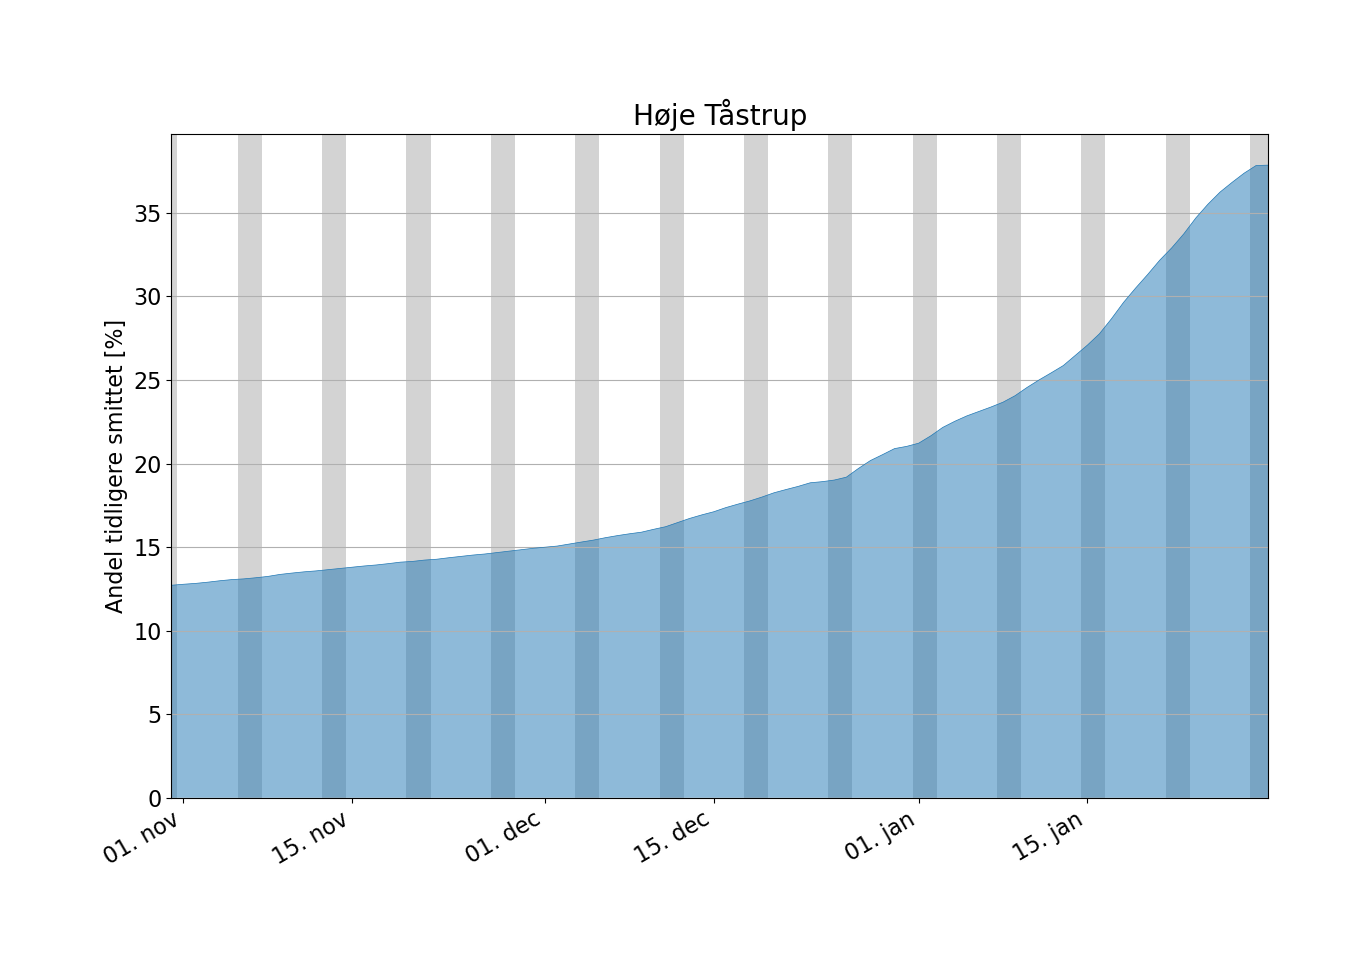 Høje Tåstrup
Andel tidligere smittet [%]
35
30
25
20
15
10
5
0
01. nov
15. nov
01. dec
15. dec
01. jan
15. jan